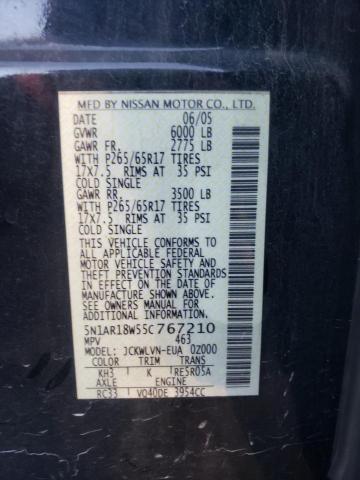 MFD BY NISSAN MOTOR CO., LTD.
DATE 06/05
GVWR 6000 LB
GAWR FR. 2775 LB
WITH P265/65R17 TIRES
17X7.5 RIMS AT 35 PSI
COLD SINGLE
GAWR RR. 3500 LB
WITH P265/65R17 TIRES
17X7.5 RIMS AT 35 PSI
COLD SINGLE
THIS VEHICLE CONFORMS TO
ALL APPLICABLE FEDERAL
MOTOR VEHICLE SAFETY AND
THEFT PREVENTION STANDARDS
IN EFFECT ON THE DATE OF
MANUFACTURE SHOWN ABOVE.
ADDITIONAL INFORMATION
5N1AR18W55C767210
MPV 463
MODEL: JCKWLVN-EUA 0Z000
COLOR TRIM TRANS
KH3 K RE5R05A
AXLE ENGINE
RC33 VQ40DE 3954CC